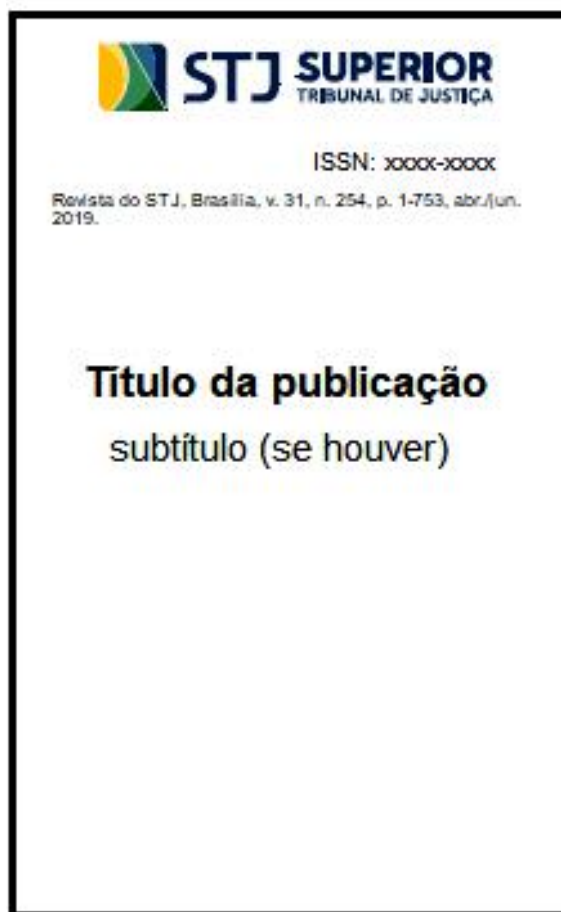 STJ SUPERIOR
TRIBUNAL DE JUSTIÇA
ISSN: xxxx-xxxx
Revista do STJ, Brasília, v. 31, n. 254, p. 1-753, abr./jun.
2019.
Título da publicação
subtítulo (se houver)